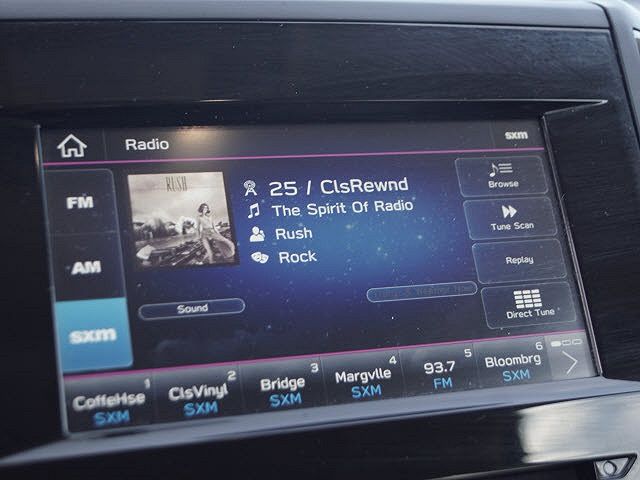 Radio
sxm
FM
RUSH
25 / ClsRewnd
Browse
The Spirit Of Radio
Tune Scan
AM
Rush
Rock
Replay
Sound
Direct Tune
sxm
CoffeHse 1
SXM
ClsVinyl 2
SXM
Bridge 3
SXM
Margvlle 4
SXM
93.7 5
FM
Bloombrg 6
SXM